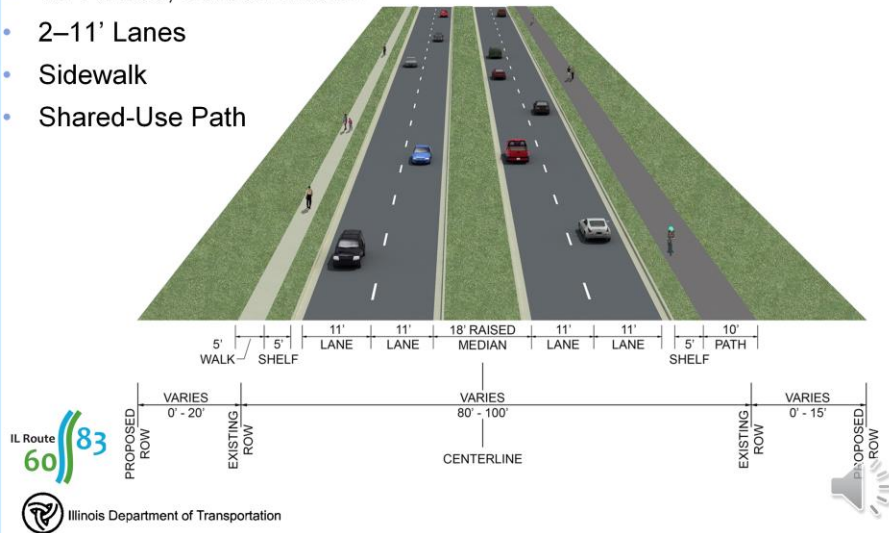 2–11’ Lanes
Sidewalk
Shared-Use Path
5' WALK
5' SHELF
11' LANE
11' LANE
18' RAISED MEDIAN
11' LANE
11' LANE
5' SHELF
10' PATH
VARIES 0' - 20'
VARIES 80' - 100'
VARIES 0' - 15'
PROPOSED ROW
EXISTING ROW
CENTERLINE
EXISTING ROW
PROPOSED ROW
IL Route 60 83
Illinois Department of Transportation